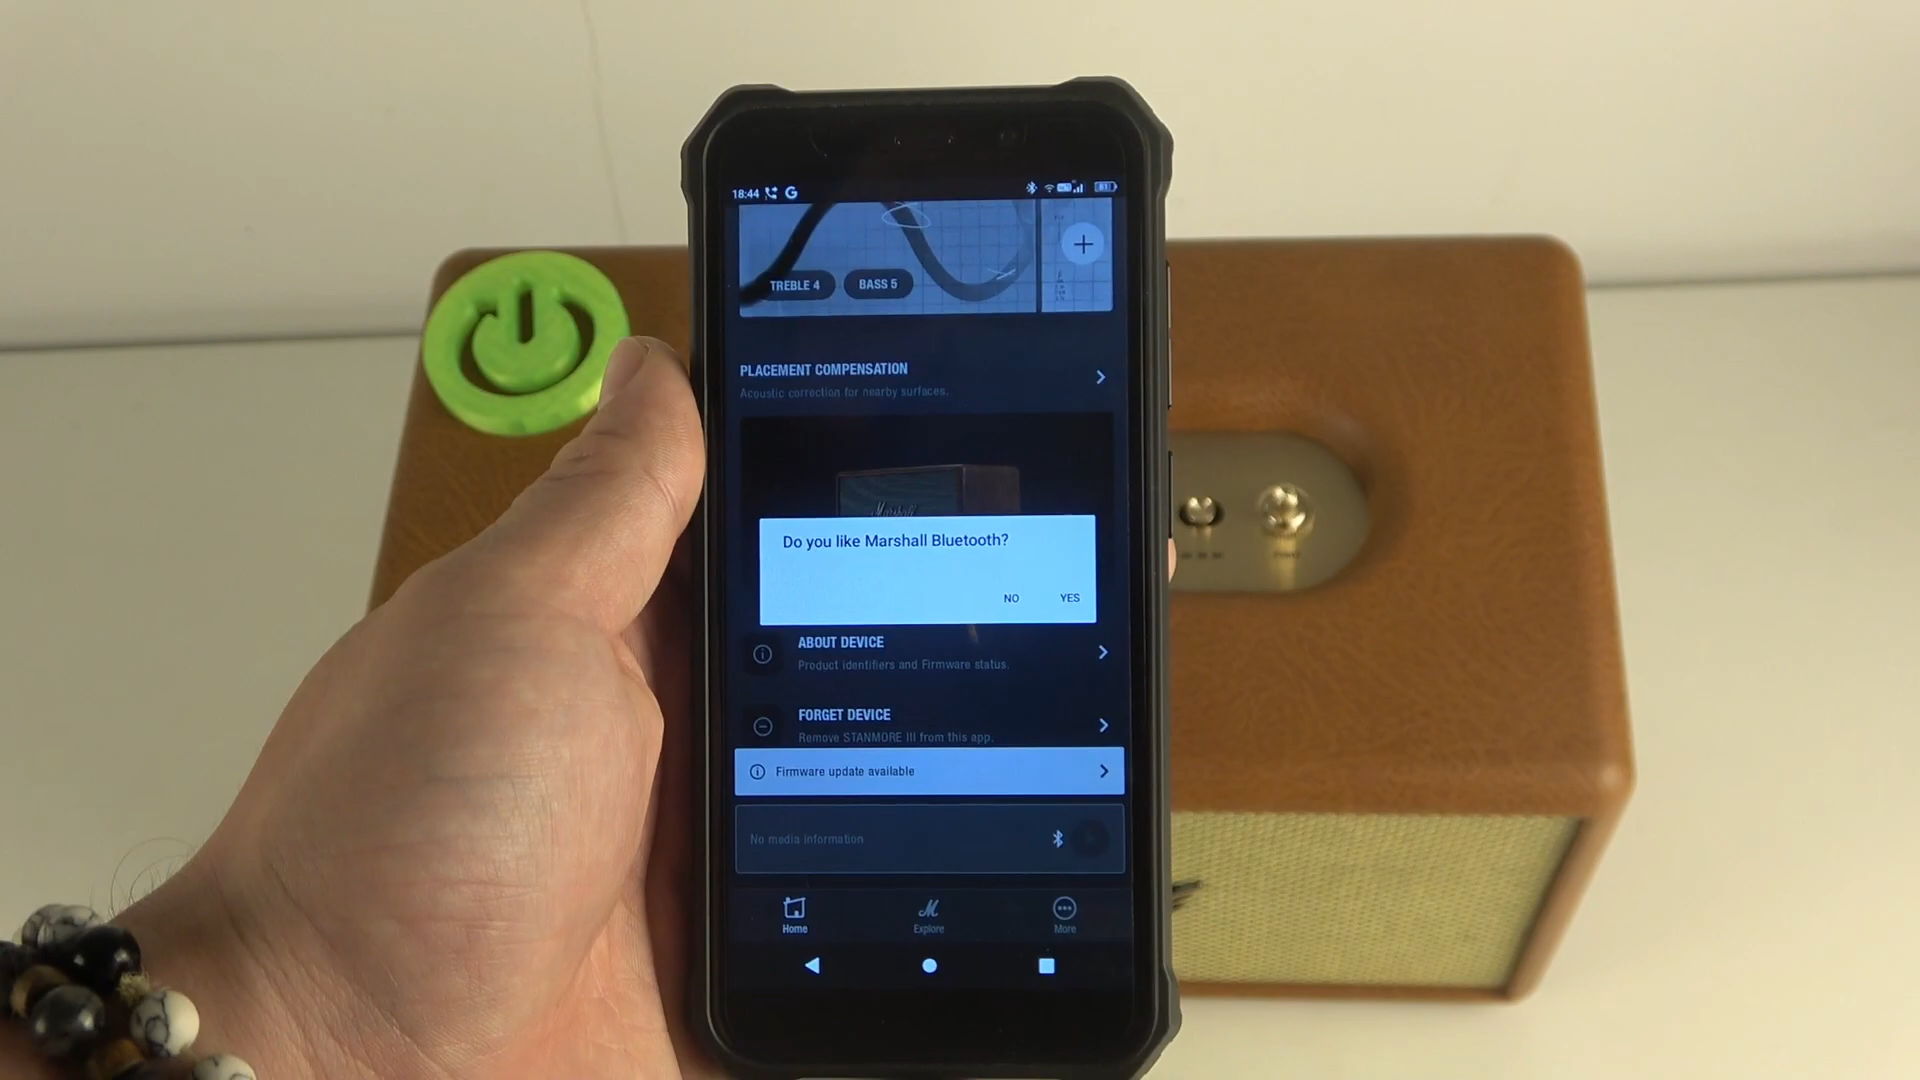 18:44
TREBLE 4
BASS 5
PLACEMENT COMPENSATION
Acoustic correction for nearby surfaces.
Marshall
Do you like Marshall Bluetooth?
NO
YES
ABOUT DEVICE
Product identifiers and Firmware status.
FORGET DEVICE
Remove STANMORE III from this app.
Firmware update available
No media information
Home
Explore
More